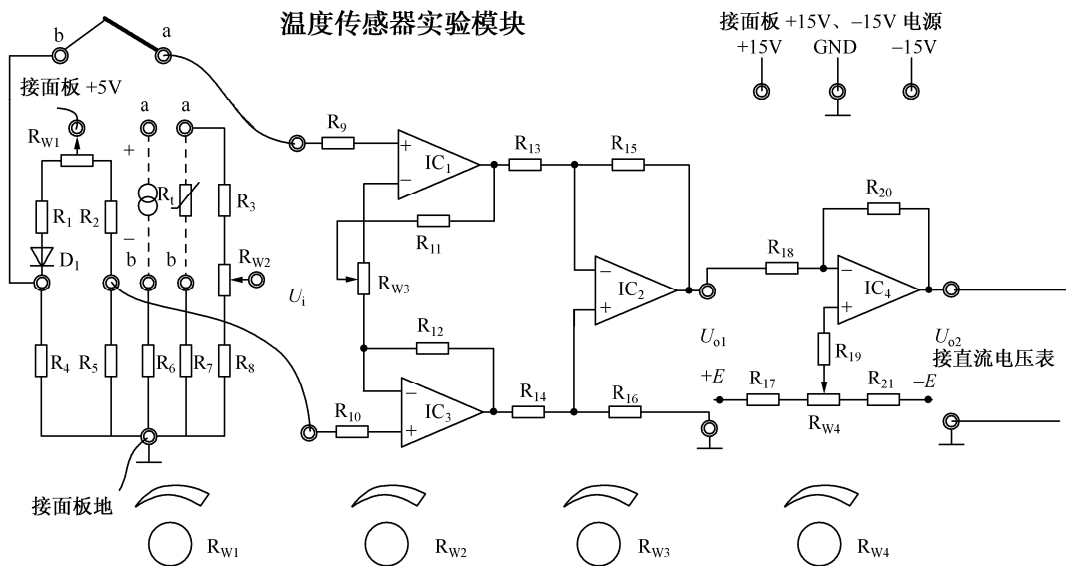 温度传感器实验模块
接面板 +15V、–15V 电源
+15V GND –15V
b a
接面板 +5V
a a
R9
IC1
R13
R15
RW1
+
R1
R2
Rt
R3
R11
R20
R18
D1
–
b b
RW2
Ui
RW3
IC2
IC4
R12
Uo1
R19
Uo2
接直流电压表
R4
R5
R6
R7
R8
R10
IC3
R14
R16
+E
R17
RW4
R21
–E
接面板地
RW1 RW2 RW3 RW4